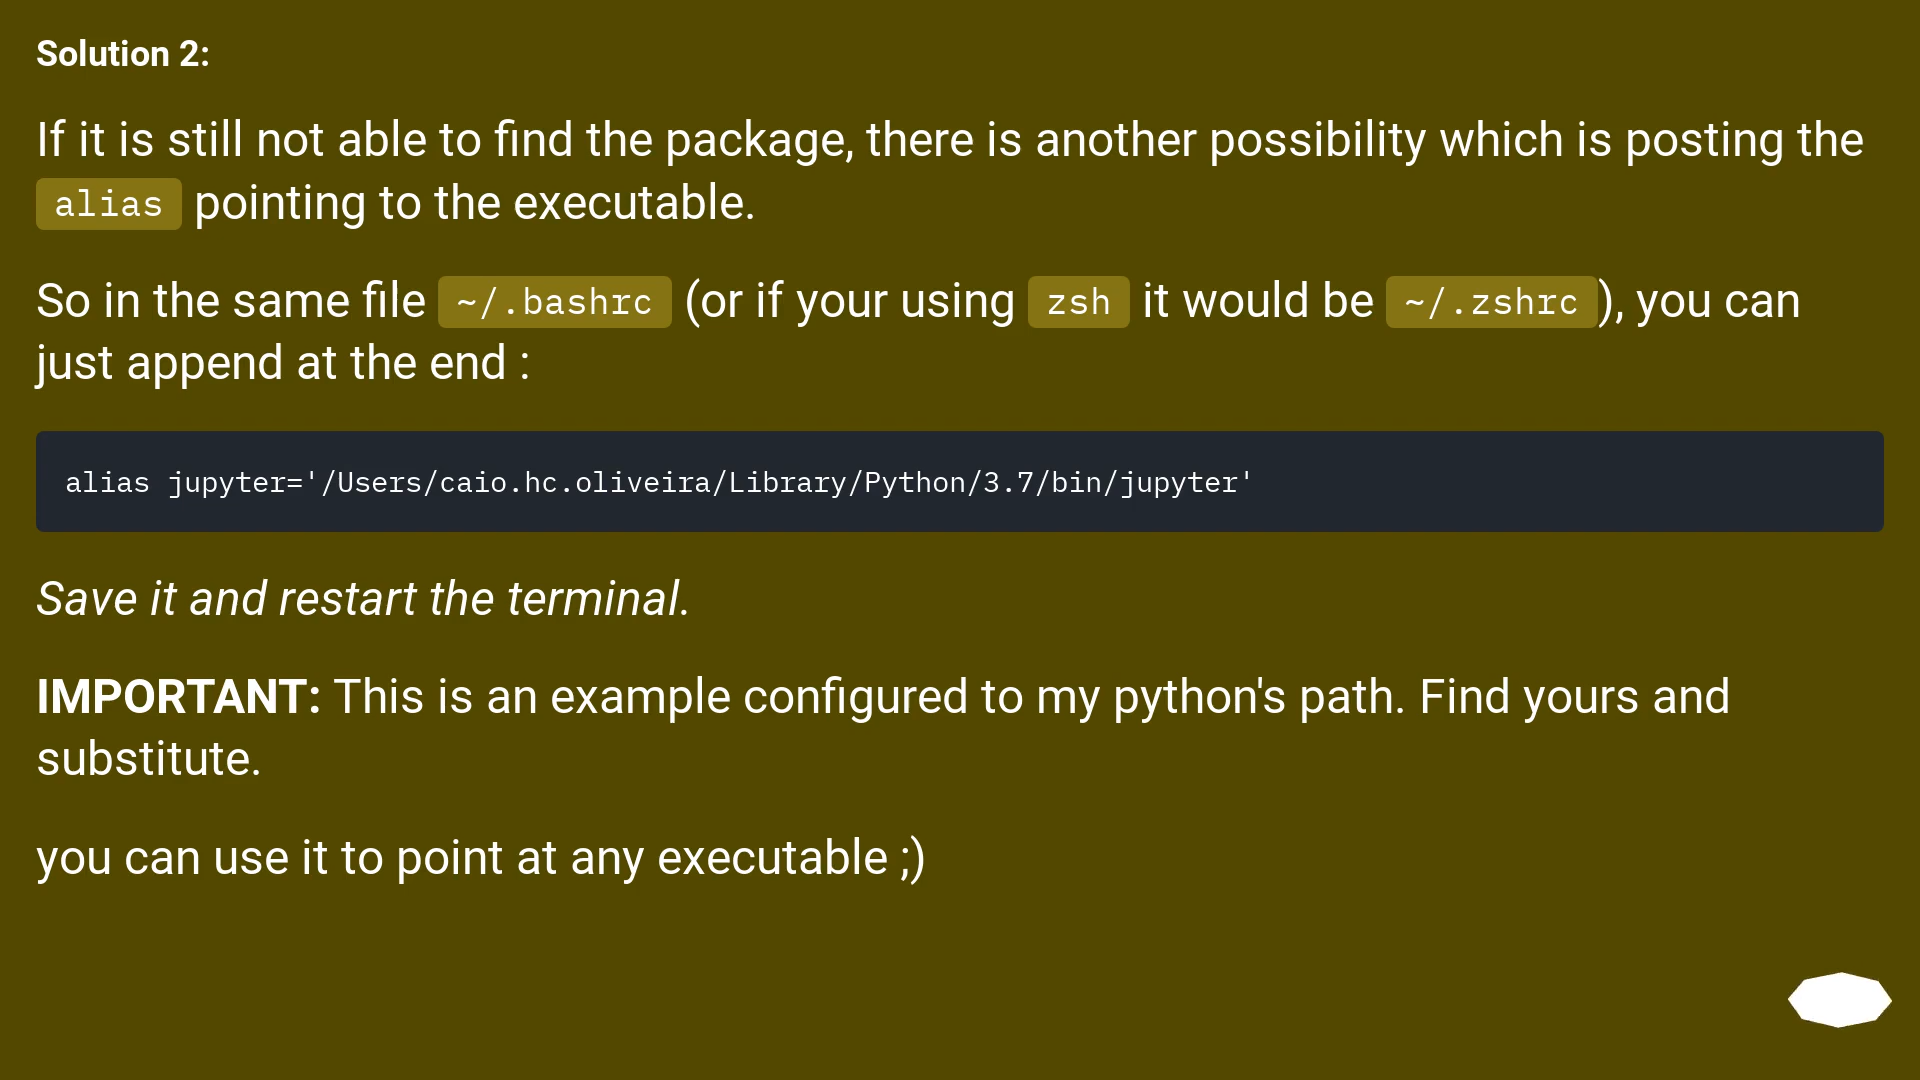 Solution 2:
If it is still not able to find the package, there is another possibility which is posting the
alias pointing to the executable.
So in the same file ~/.bashrc (or if your using zsh it would be ~/.zshrc), you can
just append at the end :
alias jupyter='/Users/caio.hc.oliveira/Library/Python/3.7/bin/jupyter'
Save it and restart the terminal.
IMPORTANT: This is an example configured to my python's path. Find yours and
substitute.
you can use it to point at any executable ;)